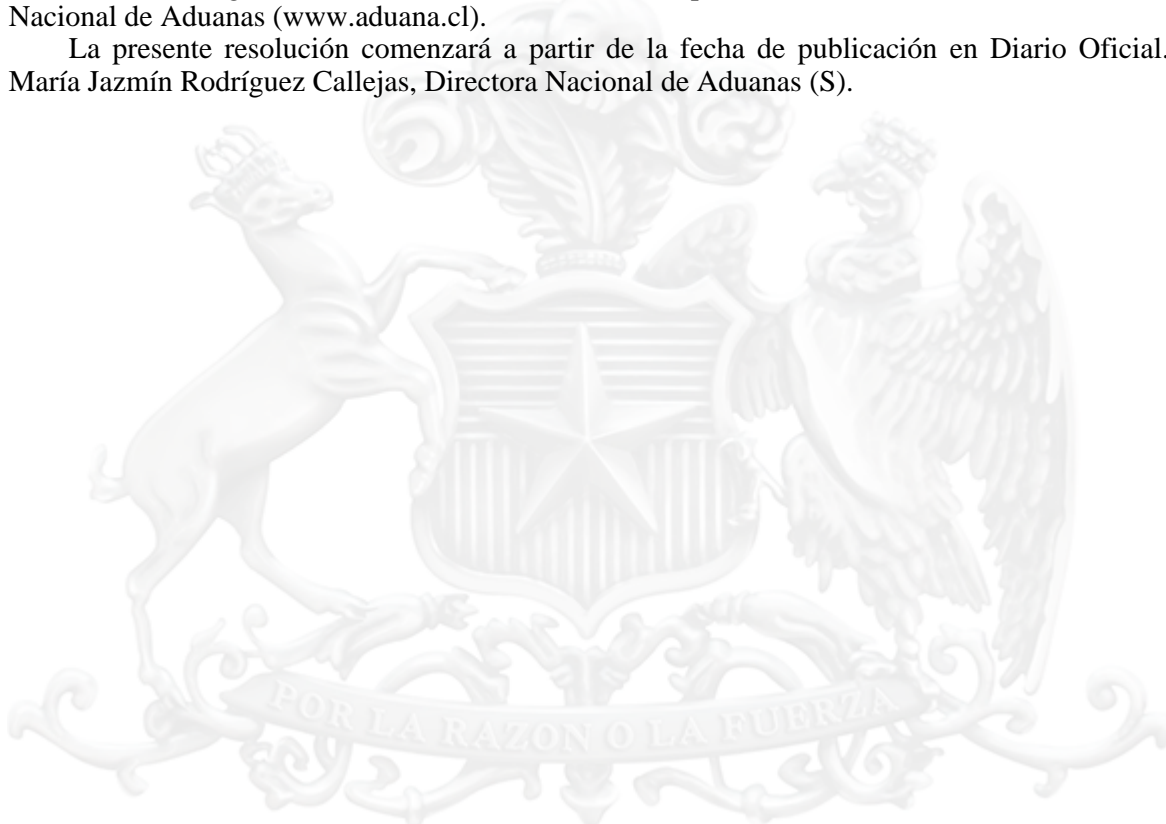 Nacional de Aduanas (www.aduana.cl).
La presente resolución comenzará a partir de la fecha de publicación en Diario Oficial.
María Jazmín Rodríguez Callejas, Directora Nacional de Aduanas (S).
POR LA RAZON O LA FUERZA